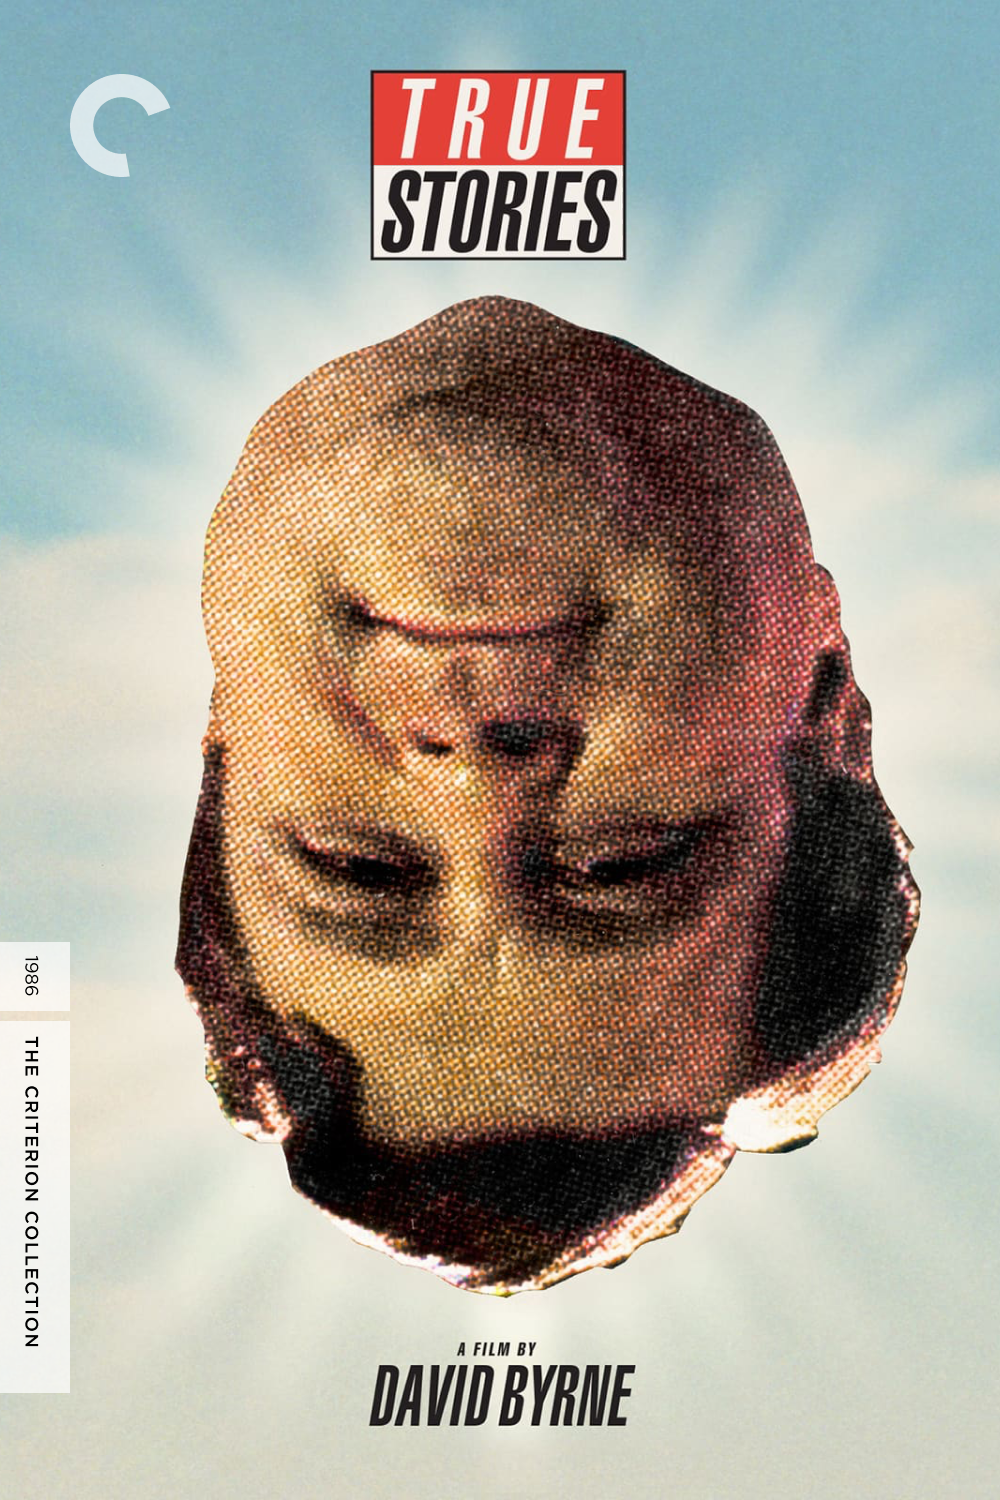 TRUE
STORIES
1986
THE CRITERION COLLECTION
A FILM BY
DAVID BYRNE